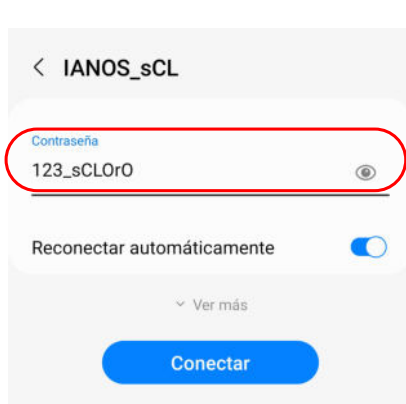 IANOS_sCL
Contraseña
123_sCLOrO
Reconectar automáticamente
Ver más
Conectar